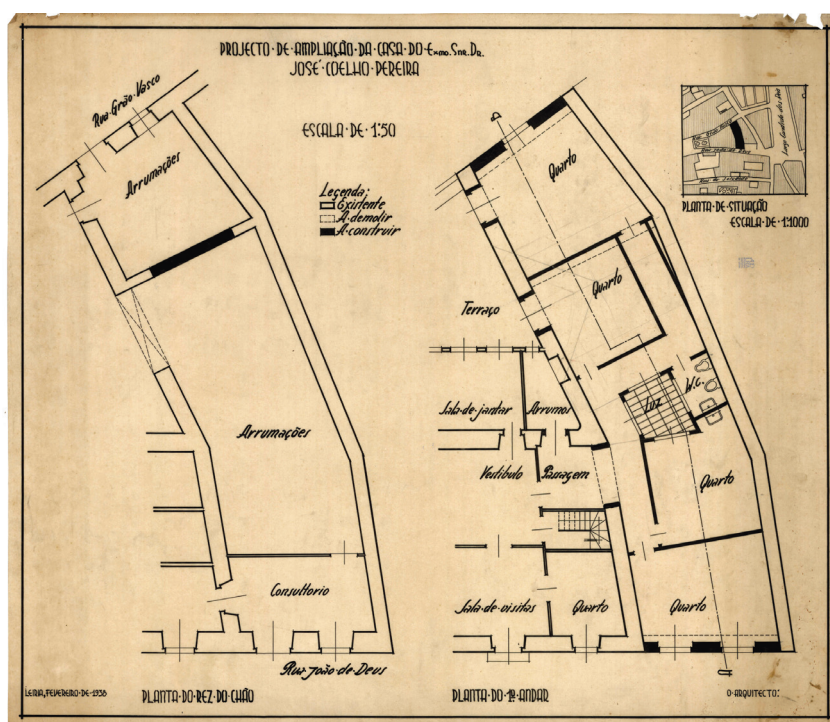 PROJECTO·DE·AMPLIAÇÃO·DA·CASA·DO·Exmo.Snr.Dr.
JOSÉ·COELHO·PEREIRA
ESCALA·DE·1:50
Legenda:
Existente
A·demolir
A·construir
Rua·Grão·Vasco
Arrumações
Arrumações
Consultorio
Rua·João·de·Deus
LEIRIA,FEVEREIRO·DE·1938
PLANTA·DO·REZ·DO·CHÃO
Quarto
Quarto
Terraço
Sala·de·jantar
Arrumos
Luz
W.C.
Vestibulo
Passagem
Quarto
Sala·de·visitas
Quarto
Quarto
PLANTA·DO·1º·ANDAR
PLANTA·DE·SITUAÇÃO
ESCALA·DE·1:1000
O·ARQUITECTO: